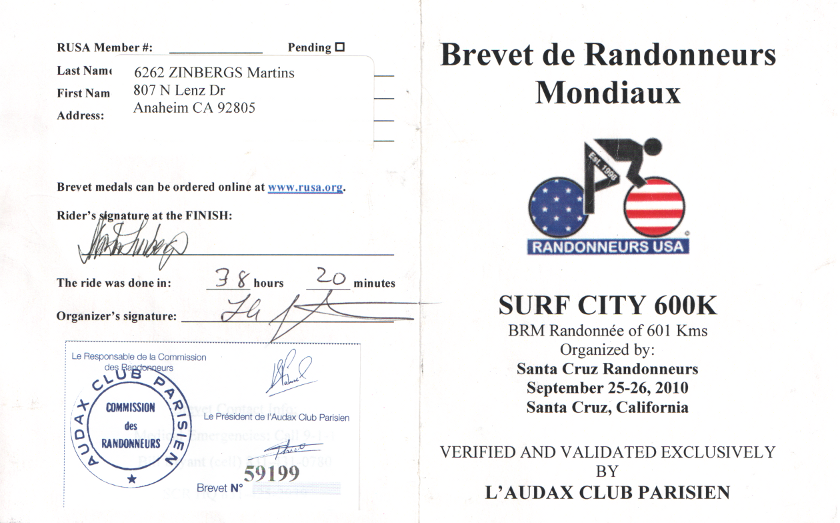 RUSA Member #:
Pending
Last Name
6262 ZINBERGS Martins
First Nam
807 N Lenz Dr
Address:
Anaheim CA 92805
Brevet medals can be ordered online at www.rusa.org.
Rider's signature at the FINISH:
The ride was done in: 38 hours 20 minutes
Organizer's signature:
Le Responsable de la Commission
des Randonneurs
AUDAX CLUB PARISIEN
COMMISSION
des
RANDONNEURS
Le Président de l'Audax Club Parisien
59199
Brevet N°
Brevet de Randonneurs
Mondiaux
Est. 1998
RANDONNEURS USA
SURF CITY 600K
BRM Randonnée of 601 Kms
Organized by:
Santa Cruz Randonneurs
September 25-26, 2010
Santa Cruz, California
VERIFIED AND VALIDATED EXCLUSIVELY
BY
L'AUDAX CLUB PARISIEN